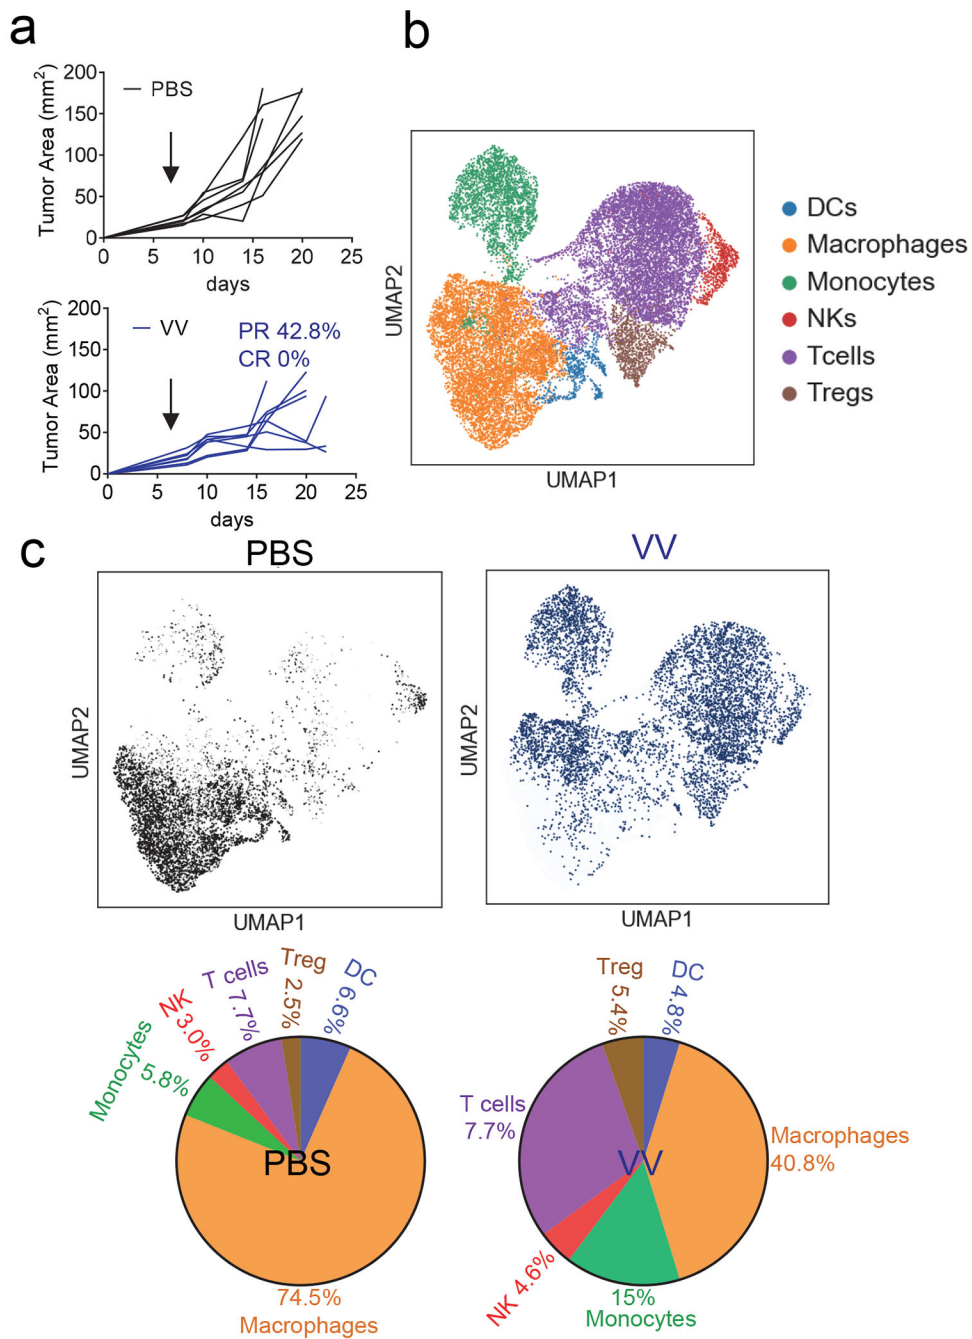 a
Tumor Area (mm2)
200
150
100
50
0
PBS
0 5 10 15 20 25
days
Tumor Area (mm2)
200
150
100
50
0
VV
PR 42.8%
CR 0%
0 5 10 15 20 25
days
b
UMAP2
UMAP1
DCs
Macrophages
Monocytes
NKs
Tcells
Tregs
c
PBS
UMAP2
UMAP1
VV
UMAP2
UMAP1
Monocytes
5.8%
NK
3.0%
T cells
7.7%
Treg
2.5%
DC
6.6%
PBS
74.5%
Macrophages
Treg
5.4%
DC
4.8%
T cells
7.7%
Macrophages
40.8%
VV
NK 4.6%
15%
Monocytes